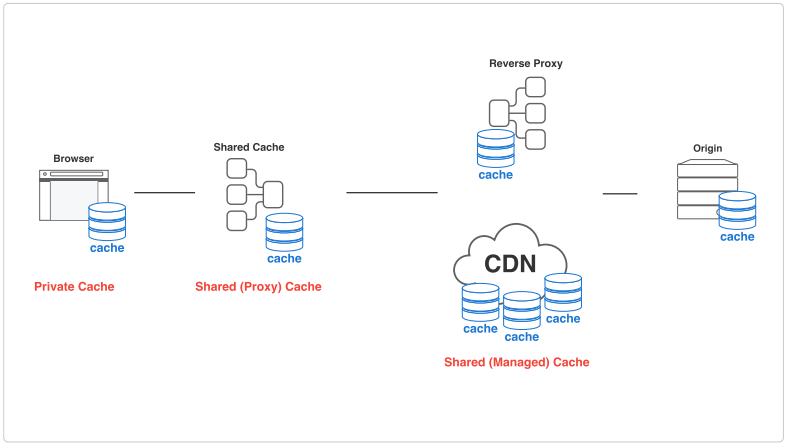 Reverse Proxy
cache
Browser
cache
Private Cache
Shared Cache
cache
Shared (Proxy) Cache
CDN
cache
cache
cache
Shared (Managed) Cache
Origin
cache